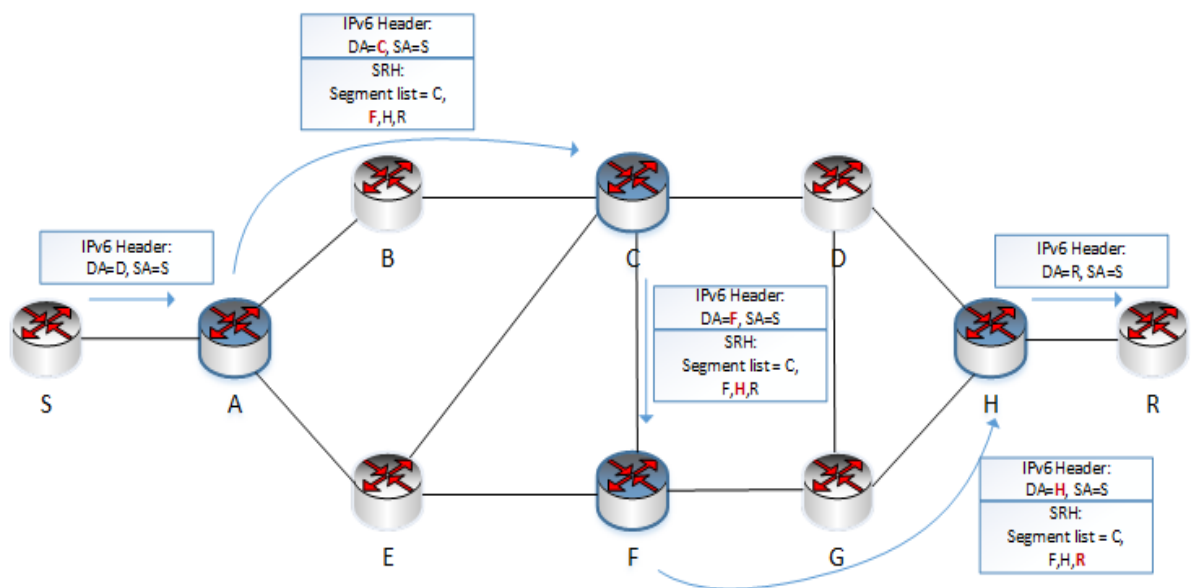 IPv6 Header:
DA=C, SA=S
SRH:
Segment list = C,
F,H,R
B
C
D
IPv6 Header:
DA=D, SA=S
IPv6 Header:
DA=R, SA=S
S
A
IPv6 Header:
DA=F, SA=S
SRH:
Segment list = C,
F,H,R
H
R
E
F
G
IPv6 Header:
DA=H, SA=S
SRH:
Segment list = C,
F,H,R